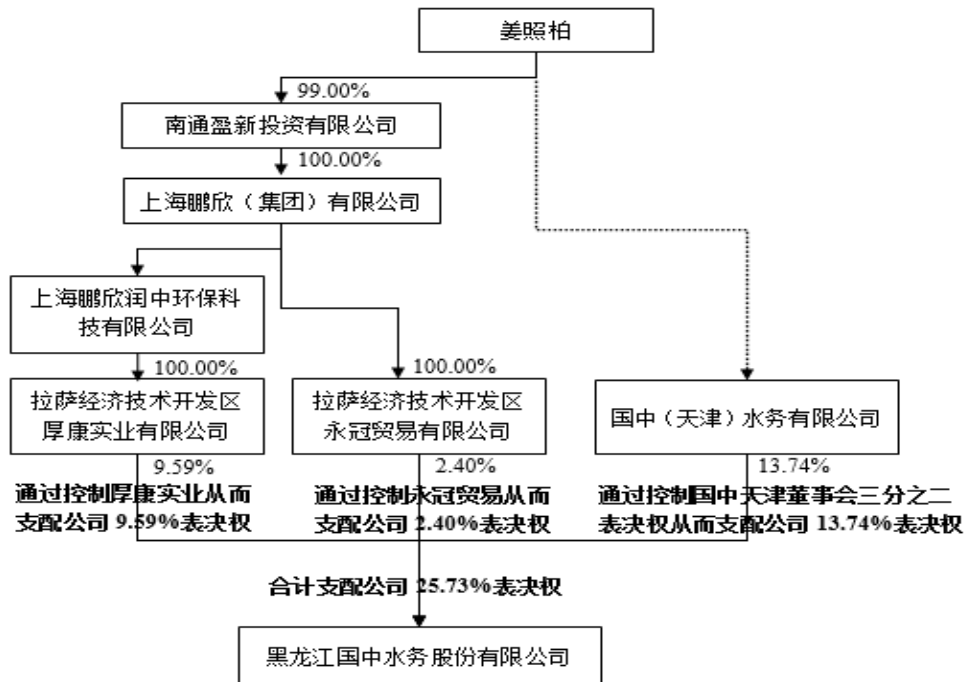 姜照柏
99.00%
南通盈新投资有限公司
100.00%
上海鹏欣（集团）有限公司
上海鹏欣润中环保科
技有限公司
100.00%
100.00%
拉萨经济技术开发区
厚康实业有限公司
拉萨经济技术开发区
永冠贸易有限公司
国中（天津）水务有限公司
9.59%
2.40%
13.74%
通过控制厚康实业从而
支配公司 9.59%表决权
通过控制永冠贸易从而
支配公司 2.40%表决权
通过控制国中天津董事会三分之二
表决权从而支配公司 13.74%表决权
合计支配公司 25.73%表决权
黑龙江国中水务股份有限公司